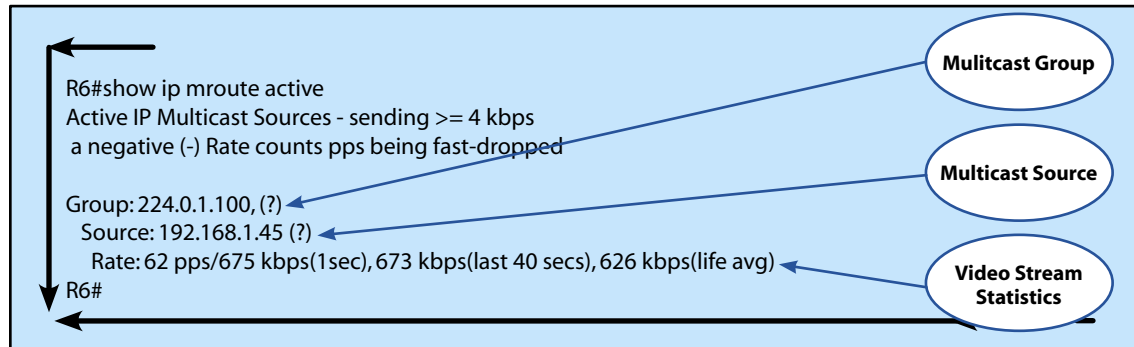 R6#show ip mroute active
Active IP Multicast Sources - sending >= 4 kbps
a negative (-) Rate counts pps being fast-dropped
Group: 224.0.1.100, (?)
Source: 192.168.1.45 (?)
Rate: 62 pps/675 kbps(1sec), 673 kbps(last 40 secs), 626 kbps(life avg)
R6#
Mulitcast Group
Multicast Source
Video Stream
Statistics